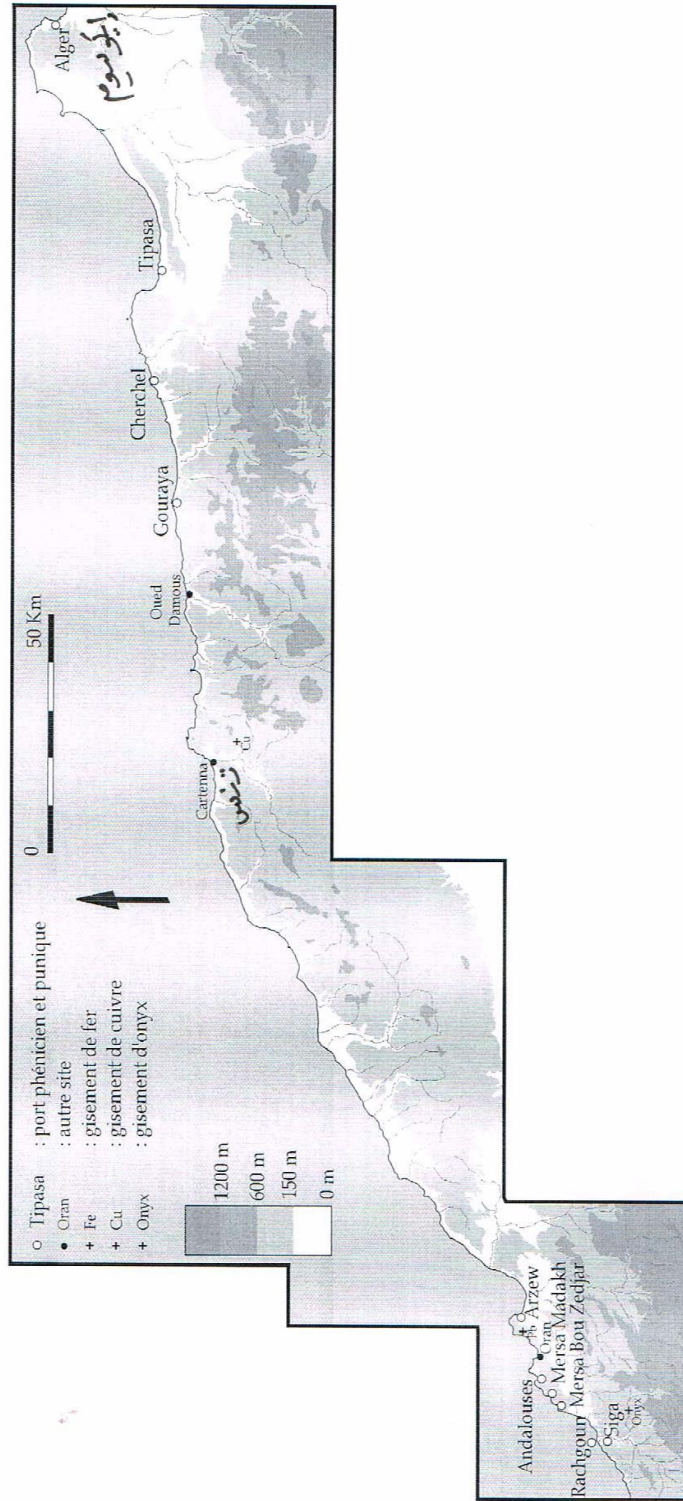 ○ Tipasa : port phénicien et punique
● Oran : autre site
+ Fe : gisement de fer
+ Cu : gisement de cuivre
+ Onyx : gisement d'onyx
0 50 Km
1200 m
600 m
150 m
0 m
Alger
ايكوسيوم
Tipasa
Cherchel
Gouraya
Oued
Damous
Cartenna
تنس
Cu
Arzew
Oran
Andalouses
Mersa Madakh
Mersa Bou Zedjar
Rachgoun
Siga
Onyx